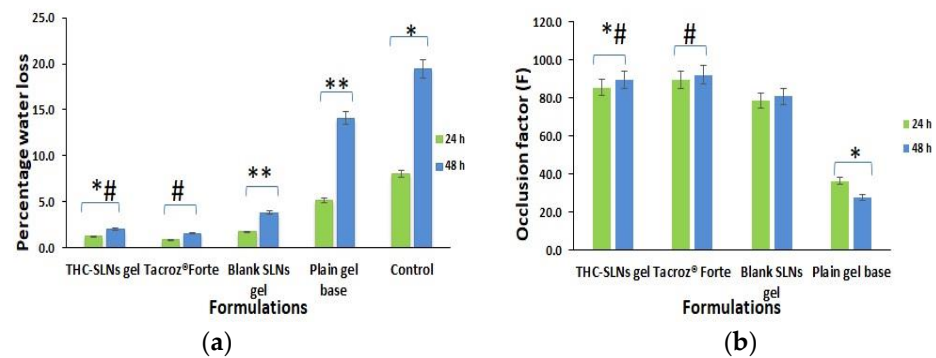 25.0
20.0
15.0
10.0
5.0
0.0
Percentage water loss
*#
#
**
**
*
24 h
48 h
THC-SLNs gel
Tacroz®Forte
Blank SLNs
gel
Plain gel
base
Control
Formulations
(a)
120.0
100.0
80.0
60.0
40.0
20.0
0.0
Occlusion factor (F)
*#
#
*
24 h
48 h
THC-SLNs gel
Tacroz® Forte
Blank SLNs
gel
Plain gel base
Formulations
(b)